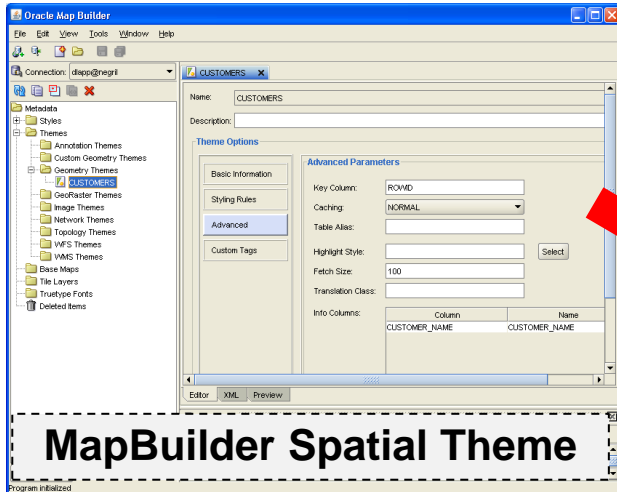 Oracle Map Builder
File Edit View Tools Window Help
Connection: dlapp@negril
CUSTOMERS
Metadata
Styles
Themes
Annotation Themes
Custom Geometry Themes
Geometry Themes
CUSTOMERS
GeoRaster Themes
Image Themes
Network Themes
Topology Themes
WFS Themes
WMS Themes
Base Maps
Tile Layers
Truetype Fonts
Deleted Items
Name: CUSTOMERS
Description:
Theme Options
Basic Information
Styling Rules
Advanced
Custom Tags
Advanced Parameters
Key Column: ROWID
Caching: NORMAL
Table Alias:
Highlight Style: Select
Fetch Size: 100
Translation Class:
Info Columns: Column Name
CUSTOMER_NAME CUSTOMER_NAME
Editor XML Preview
MapBuilder Spatial Theme
Program initialized